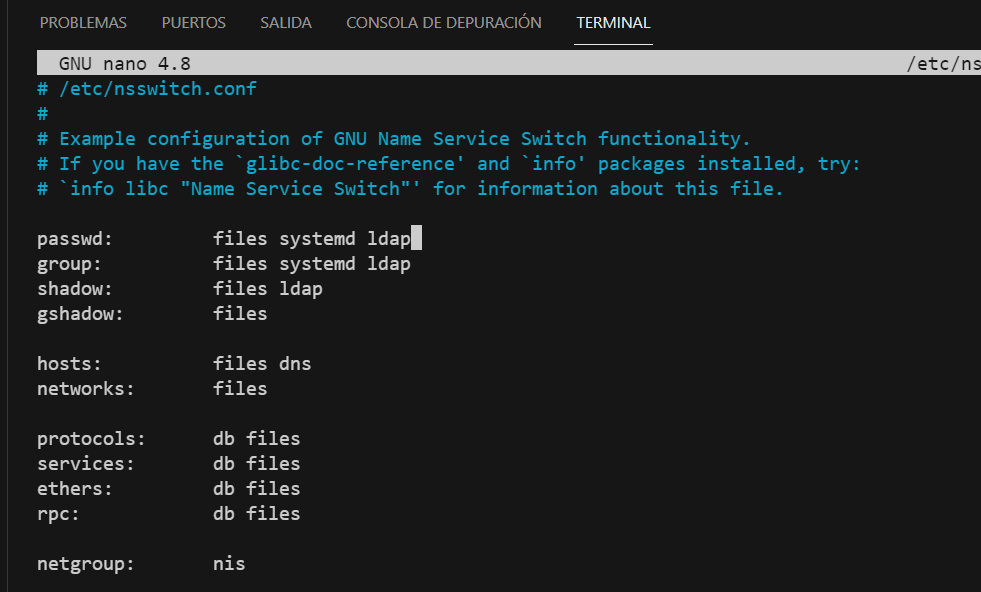 PROBLEMAS PUERTOS SALIDA CONSOLA DE DEPURACIÓN TERMINAL
GNU nano 4.8 /etc/ns
# /etc/nsswitch.conf
#
# Example configuration of GNU Name Service Switch functionality.
# If you have the `glibc-doc-reference' and `info' packages installed, try:
# `info libc "Name Service Switch"' for information about this file.
passwd: files systemd ldap
group: files systemd ldap
shadow: files ldap
gshadow: files
hosts: files dns
networks: files
protocols: db files
services: db files
ethers: db files
rpc: db files
netgroup: nis